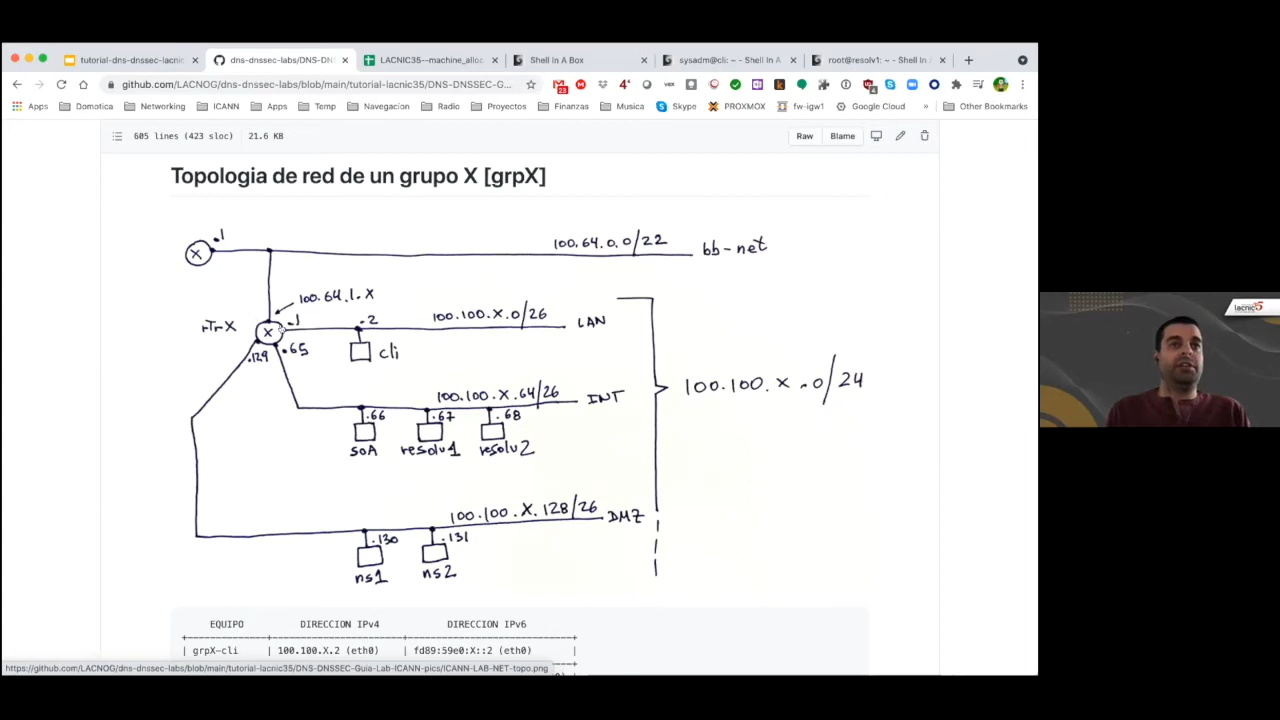 tutorial-dns-dnssec-lacnic
dns-dnssec-labs/DNS-DN
LACNIC35--machine_alloc
Shell In A Box
sysadm@cli: ~ - Shell In A
root@resolv1: ~ - Shell In A
github.com/LACNOG/dns-dnssec-labs/blob/main/tutorial-lacnic35/DNS-DNSSEC-G...
Apps
Domotica
Networking
ICANN
Apps
Temp
Navegacion
Radio
Proyectos
Finanzas
Musica
Skype
PROXMOX
fw-igw1
Google Cloud
»
Other Bookmarks
605 lines (423 sloc)
21.6 KB
Raw
Blame
Topologia de red de un grupo X [grpX]
.1
100.64.0.0/22
bb-net
X
100.64.1.X
rTrX
X
.1
.2
100.100.X.0/26
LAN
.129
.65
cli
100.100.X.0/24
100.100.X.64/26
INT
.66
.67
.68
SOA
resolv1
resolv2
100.100.X.128/26
DMZ
.130
.131
ns1
ns2
EQUIPO DIRECCION IPv4 DIRECCION IPv6
+---------------+----------------------+----------------------------+
| grpX-cli | 100.100.X.2 (eth0) | fd89:59e0:X::2 (eth0) |
https://github.com/LACNOG/dns-dnssec-labs/blob/main/tutorial-lacnic35/DNS-DNSSEC-Guia-Lab-ICANN-pics/ICANN-LAB-NET-topo.png